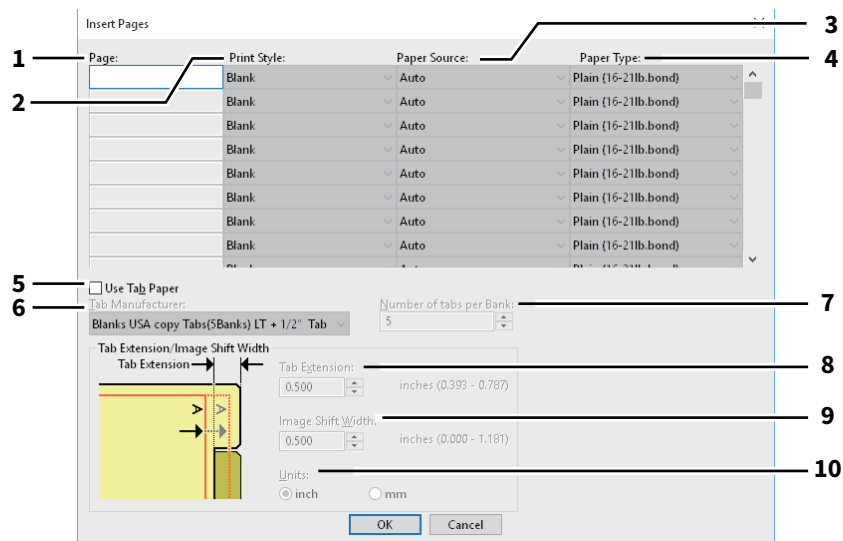 Insert Pages
3
1 Page: Print Style: Paper Source: Paper Type: 4
Blank Auto Plain {16-21lb.bond}
2 Blank Auto Plain {16-21lb.bond}
Blank Auto Plain {16-21lb.bond}
Blank Auto Plain {16-21lb.bond}
Blank Auto Plain {16-21lb.bond}
Blank Auto Plain {16-21lb.bond}
Blank Auto Plain {16-21lb.bond}
Blank Auto Plain {16-21lb.bond}
5 Use Tab Paper
6 Tab Manufacturer: Number of tabs per Bank: 7
Blanks USA copy Tabs{5Banks} LT + 1/2" Tab 5
Tab Extension/Image Shift Width
Tab Extension Tab Extension: 8
0.500 inches (0.393 - 0.787)
A A
Image Shift Width: 9
0.500 inches (0.000 - 1.181)
Units: 10
inch mm
OK Cancel